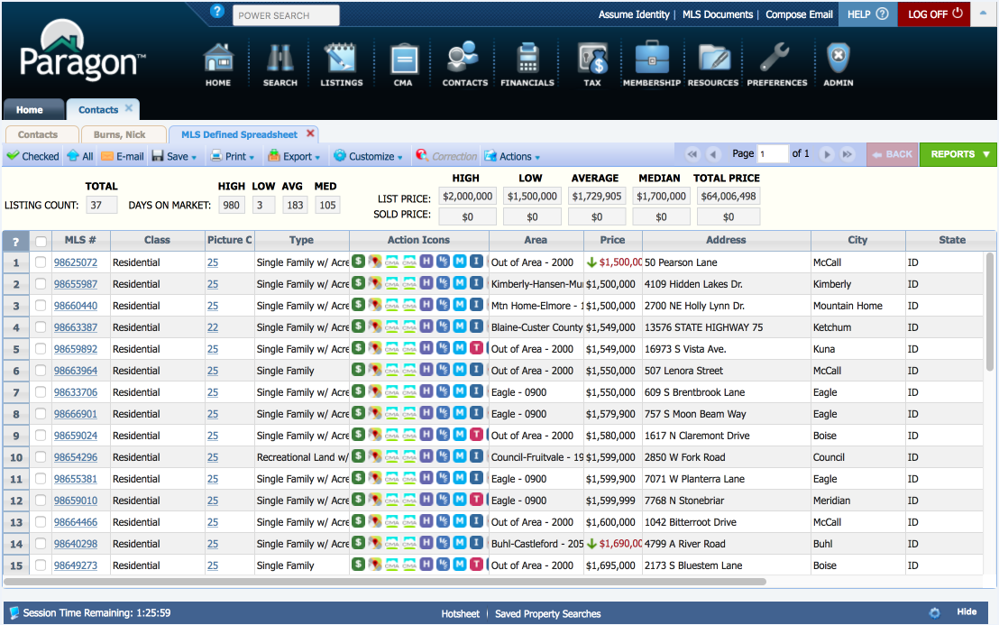 ? POWER SEARCH Assume Identity | MLS Documents | Compose Email HELP ? LOG OFF
Paragon™
HOME SEARCH LISTINGS CMA CONTACTS FINANCIALS TAX MEMBERSHIP RESOURCES PREFERENCES ADMIN
Home Contacts
Contacts Burns, Nick MLS Defined Spreadsheet
Checked All E-mail Save Print Export Customize Correction Actions Page 1 of 1 BACK REPORTS
TOTAL HIGH LOW AVG MED HIGH LOW AVERAGE MEDIAN TOTAL PRICE
LISTING COUNT: 37 DAYS ON MARKET: 980 3 183 105 LIST PRICE: $2,000,000 $1,500,000 $1,729,905 $1,700,000 $64,006,498
SOLD PRICE: $0 $0 $0 $0 $0
? MLS # Class Picture C Type Action Icons Area Price Address City State
1 98625072 Residential 25 Single Family w/ Acre $ CMA CMA H M I Out of Area - 2000 $1,500,00 50 Pearson Lane McCall ID
2 98655987 Residential 25 Single Family w/ Acre $ CMA CMA H M I Kimberly-Hansen-Mu $1,500,000 4109 Hidden Lakes Dr. Kimberly ID
3 98660440 Residential 25 Single Family w/ Acre $ CMA CMA H M I Mtn Home-Elmore - 1 $1,500,000 2700 NE Holly Lynn Dr. Mountain Home ID
4 98663387 Residential 22 Single Family w/ Acre $ CMA CMA H M I Blaine-Custer County $1,549,000 13576 STATE HIGHWAY 75 Ketchum ID
5 98659892 Residential 25 Single Family w/ Acre $ CMA CMA H M T Out of Area - 2000 $1,549,000 16973 S Vista Ave. Kuna ID
6 98663964 Residential 25 Single Family $ CMA CMA H M I Out of Area - 2000 $1,550,000 507 Lenora Street McCall ID
7 98633706 Residential 25 Single Family w/ Acre $ CMA CMA H M I Eagle - 0900 $1,550,000 609 S Brentbrook Lane Eagle ID
8 98666901 Residential 25 Single Family w/ Acre $ CMA CMA H M I Eagle - 0900 $1,579,900 757 S Moon Beam Way Eagle ID
9 98659024 Residential 25 Single Family w/ Acre $ CMA CMA H M T Out of Area - 2000 $1,580,000 1617 N Claremont Drive Boise ID
10 98654296 Residential 25 Recreational Land w/ $ CMA CMA H M I Council-Fruitvale - 19 $1,599,000 2850 W Fork Road Council ID
11 98655381 Residential 25 Single Family w/ Acre $ CMA CMA H M I Eagle - 0900 $1,599,900 7071 W Planterra Lane Eagle ID
12 98659010 Residential 25 Single Family w/ Acre $ CMA CMA H M T Eagle - 0900 $1,599,999 7768 N Stonebriar Meridian ID
13 98664466 Residential 25 Single Family w/ Acre $ CMA CMA H M I Out of Area - 2000 $1,600,000 1042 Bitterroot Drive McCall ID
14 98640298 Residential 25 Single Family w/ Acre $ CMA CMA H M I Buhl-Castleford - 205 $1,690,00 4799 A River Road Buhl ID
15 98649273 Residential 25 Single Family $ CMA CMA H M T Out of Area - 2000 $1,695,000 2173 S Bluestem Lane Boise ID
Session Time Remaining: 1:25:59 Hotsheet | Saved Property Searches Hide